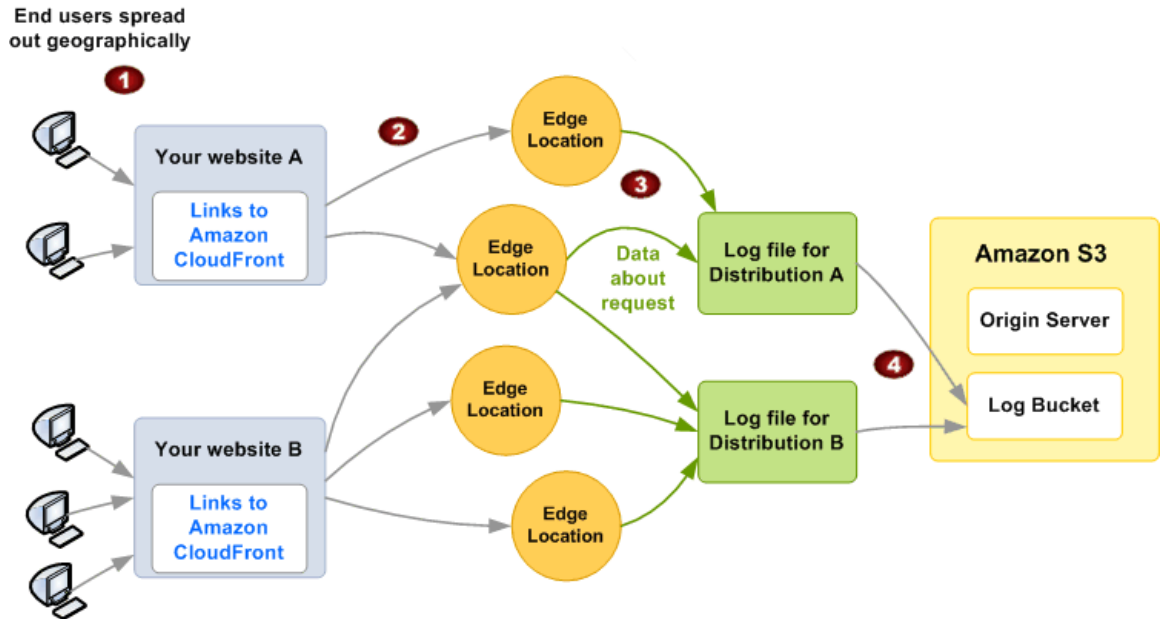 End users spread
out geographically
1
Your website A
Links to
Amazon
CloudFront
2
Edge
Location
3
Edge
Location
Data
about
request
Log file for
Distribution A
Amazon S3
Origin Server
Log Bucket
4
Edge
Location
Log file for
Distribution B
Your website B
Links to
Amazon
CloudFront
Edge
Location